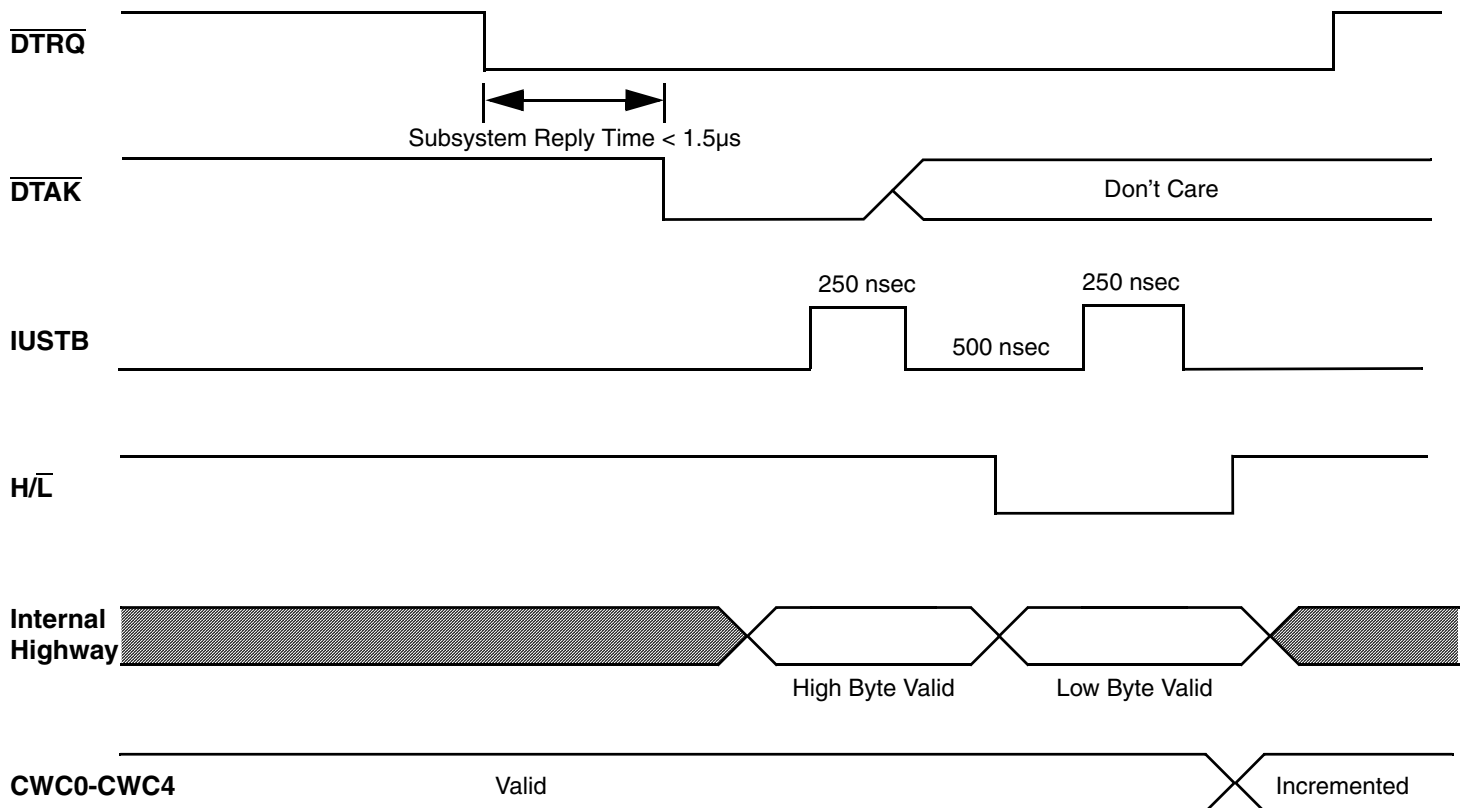 DTRQ
Subsystem Reply Time < 1.5µs
DTAK
Don't Care
250 nsec
250 nsec
IUSTB
500 nsec
H/L
Internal
Highway
High Byte Valid
Low Byte Valid
CWC0-CWC4
Valid
Incremented